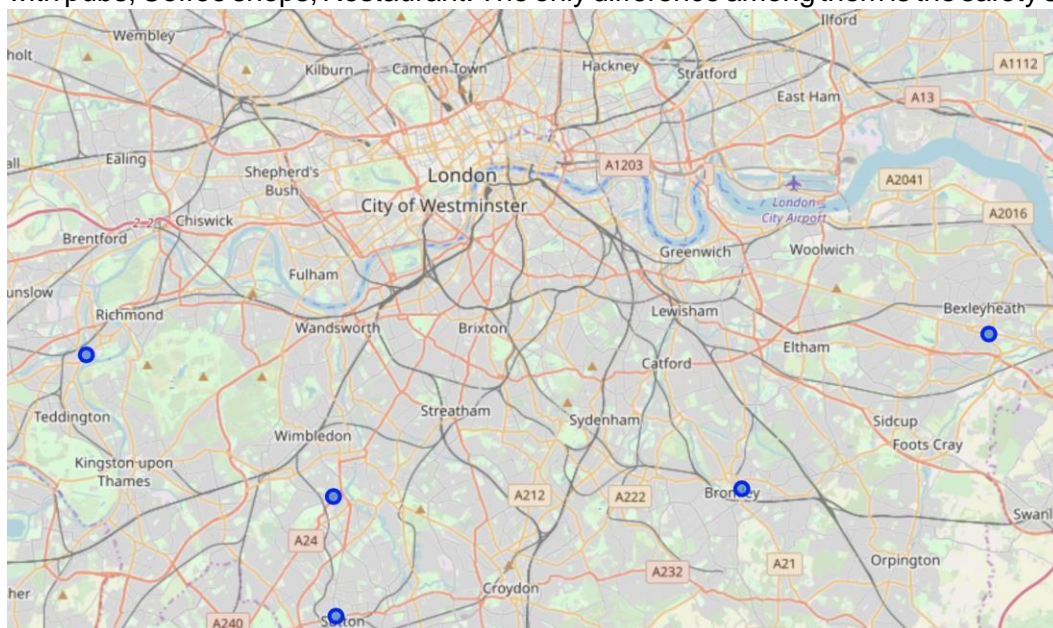 with pubs, Coffee shops, Restaurant. The only difference among them is the safety
Wembley
Ilford
holt
Kilburn
Camden Town
Hackney
Stratford
A1112
East Ham
A13
Ealing
Shepherd's
Bush
London
A1203
A2041
London
City Airport
City of Westminster
Chiswick
A2016
Brentford
Greenwich
Woolwich
Fulham
unslow
Richmond
Wandsworth
Brixton
Lewisham
Bexleyheath
Eltham
Catford
Teddington
Streatham
Sydenham
Sidcup
Wimbledon
Foots Cray
Kingston upon
Thames
A212
A222
Bromley
Swanl
A24
A232
A21
Orpington
Croydon
her
A240
Sutton